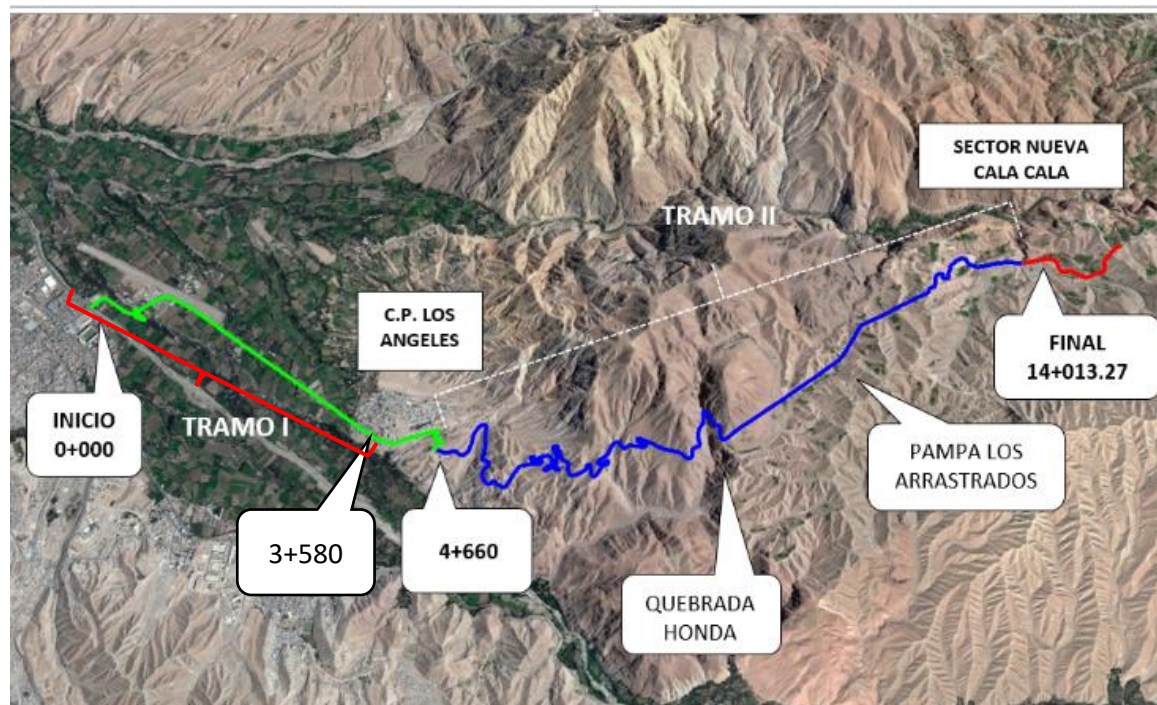 SECTOR NUEVA
CALA CALA
TRAMO II
C.P. LOS
ANGELES
INICIO
0+000
TRAMO I
FINAL
14+013.27
PAMPA LOS
ARRASTRADOS
3+580
4+660
QUEBRADA
HONDA